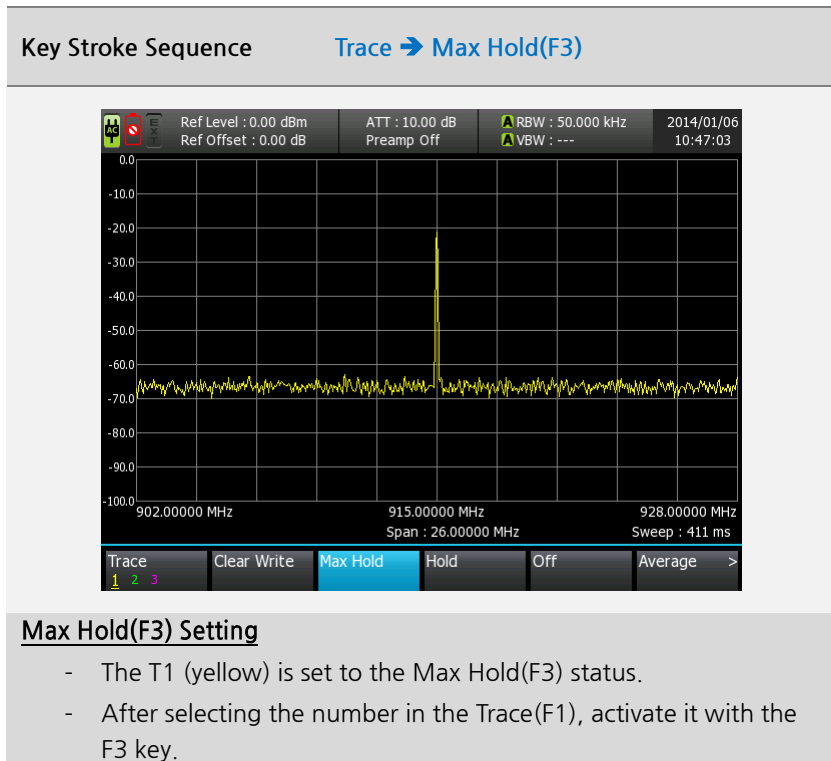 Key Stroke Sequence Trace ➔ Max Hold(F3)
AC
EXT
Ref Level : 0.00 dBm ATT : 10.00 dB A RBW : 50.000 kHz 2014/01/06
Ref Offset : 0.00 dB Preamp Off A VBW : --- 10:47:03
0.0
-10.0
-20.0
-30.0
-40.0
-50.0
-60.0
-70.0
-80.0
-90.0
-100.0
902.00000 MHz 915.00000 MHz 928.00000 MHz
Span : 26.00000 MHz Sweep : 411 ms
Trace Clear Write Max Hold Hold Off Average >
1 2 3
Max Hold(F3) Setting
- The T1 (yellow) is set to the Max Hold(F3) status.
- After selecting the number in the Trace(F1), activate it with the
F3 key.